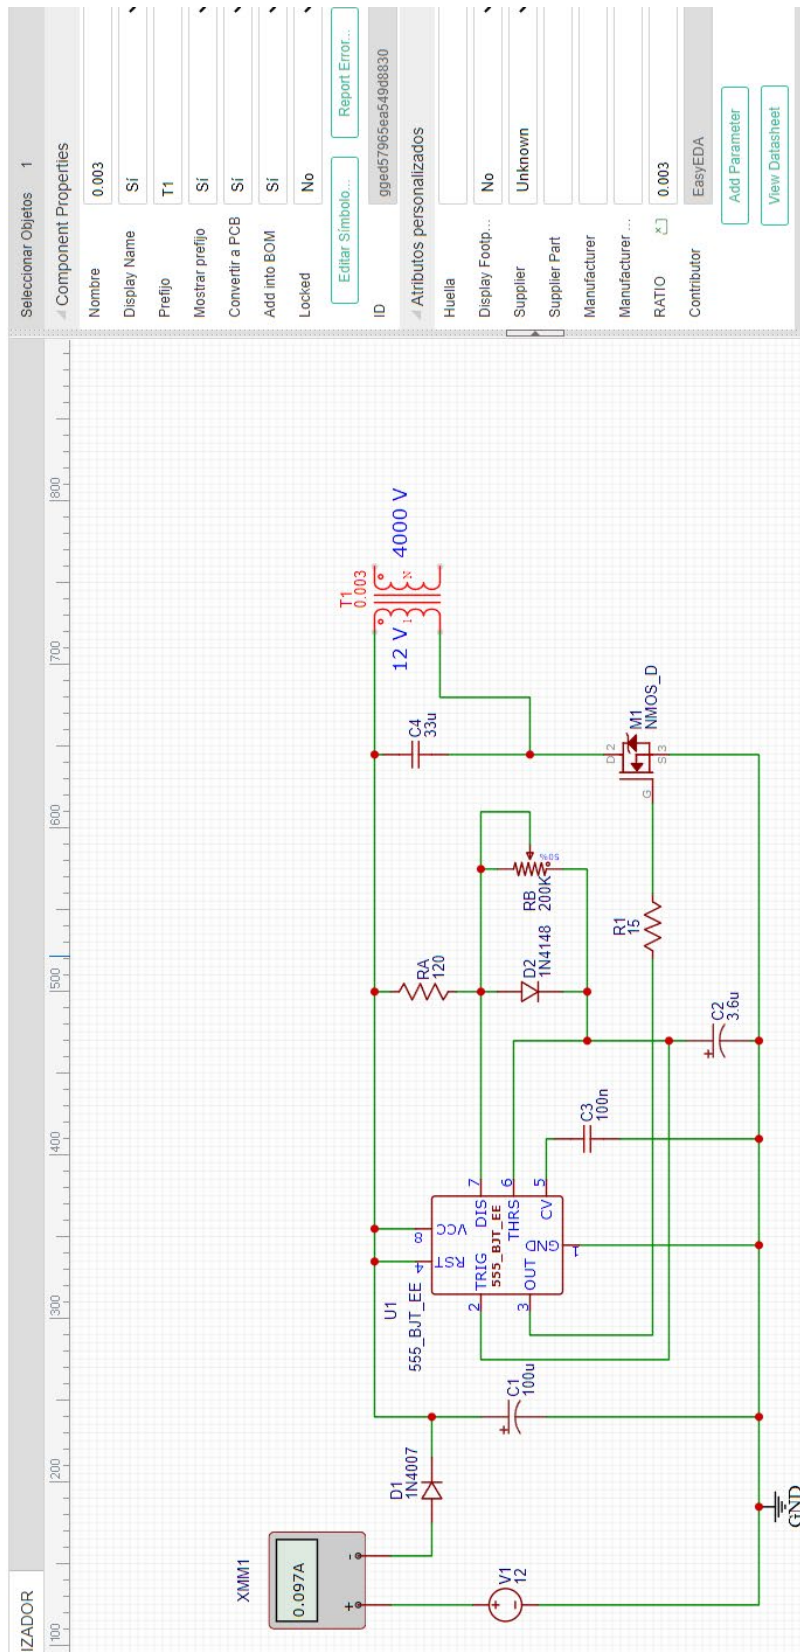 IZADOR
100
200
300
400
500
600
700
800
XMM1
0.097A
+
-
V1
12
D1
1N4007
C1
100u
GND
U1
555_BJT_EE
4
8
RST
VCC
2
TRIG
DIS
7
555_BJT_EE
THRS
6
3
OUT
GND
CV
5
1
C3
100n
C2
3.6u
RA
120
D2
1N4148
RB
200K
50%
R1
15
C4
33u
D 2
G
S 3
M1
NMOS_D
T1
0.003
12 V
1
N
4000 V
Seleccionar Objetos 1
Component Properties
Nombre 0.003
Display Name Sí
Prefijo T1
Mostrar prefijo Sí
Convertir a PCB Sí
Add into BOM Sí
Locked No
Editar Símbolo... Report Error...
ID gged57965ea549d8830
Atributos personalizados
Huella
Display Footp... No
Supplier Unknown
Supplier Part
Manufacturer
Manufacturer ...
RATIO 0.003
Contributor EasyEDA
Add Parameter
View Datasheet